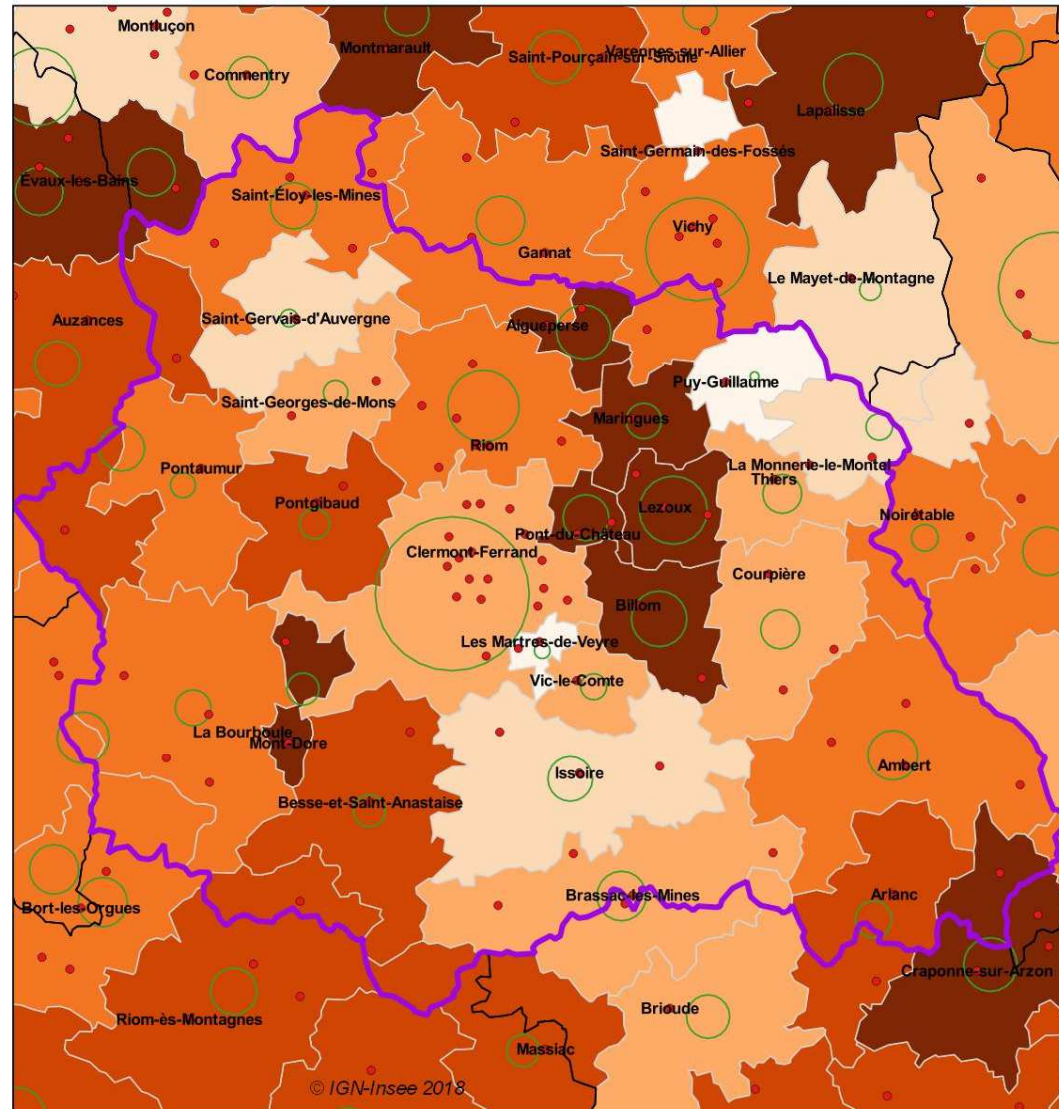 Montluçon
Montmarault
Saint-Pourçain-sur-Sioule
Varennes-sur-Allier
Commentry
Lapalisse
Saint-Germain-des-Fossés
Évaux-les-Bains
Saint-Éloy-les-Mines
Vichy
Gannat
Le Mayet-de-Montagne
Auzances
Saint-Gervais-d'Auvergne
Aigueperse
Puy-Guillaume
Saint-Georges-de-Mons
Maringues
Riom
La Monnerie-le-Montel
Pontaumur
Thiers
Pontgibaud
Lezoux
Noirétable
Pont-du-Château
Clermont-Ferrand
Courpière
Billom
Les Martres-de-Veyre
Vic-le-Comte
La Bourboule
Mont-Dore
Ambert
Issoire
Besse-et-Saint-Anastaise
Brassac-les-Mines
Arlanc
Bort-les-Orgues
Craponne-sur-Arzon
Brioude
Riom-ès-Montagnes
Massiac
© IGN-Insee 2018